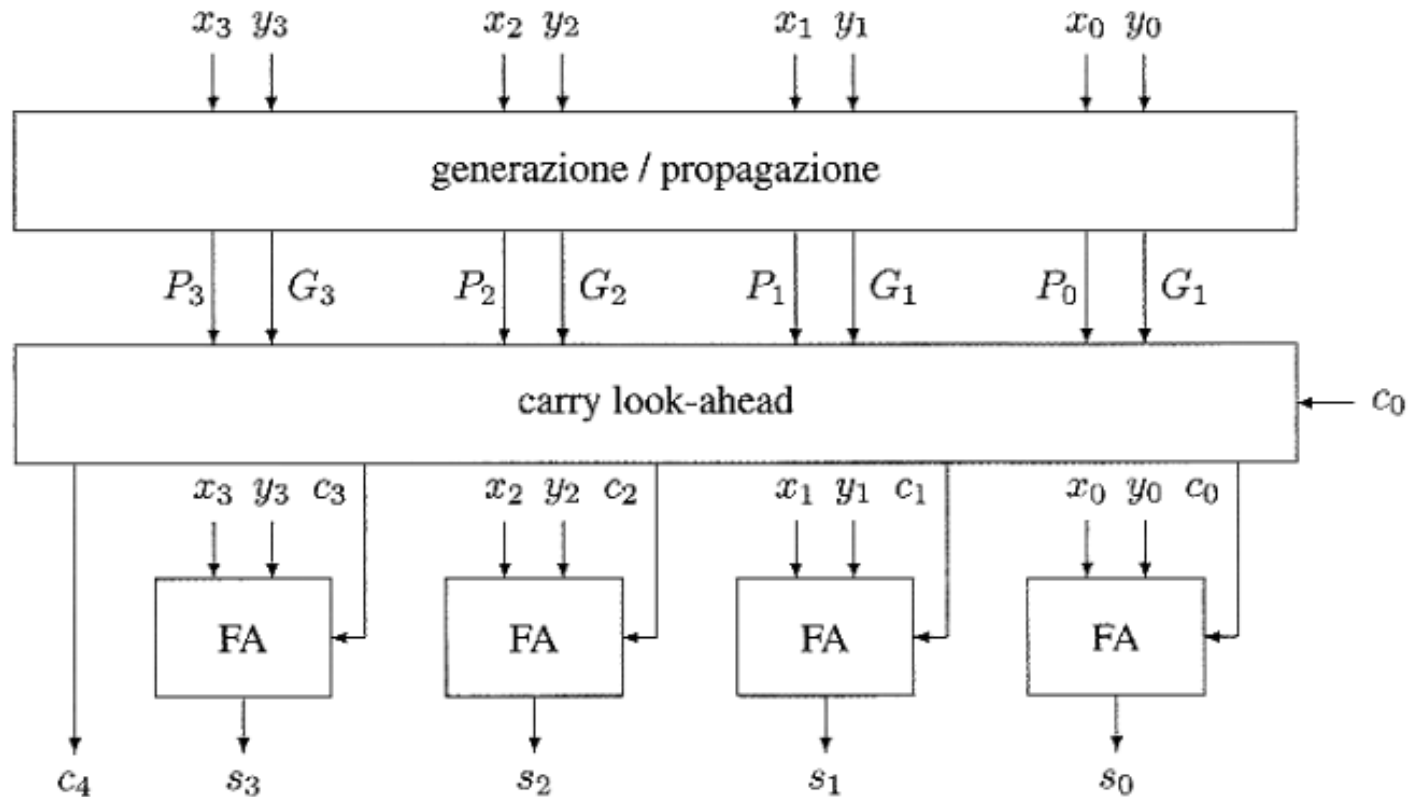 x₃ y₃ x₂ y₂ x₁ y₁ x₀ y₀
generazione / propagazione
P₃ G₃ P₂ G₂ P₁ G₁ P₀ G₁
carry look-ahead
c₀
x₃ y₃ c₃ x₂ y₂ c₂ x₁ y₁ c₁ x₀ y₀ c₀
FA FA FA FA
c₄ s₃ s₂ s₁ s₀